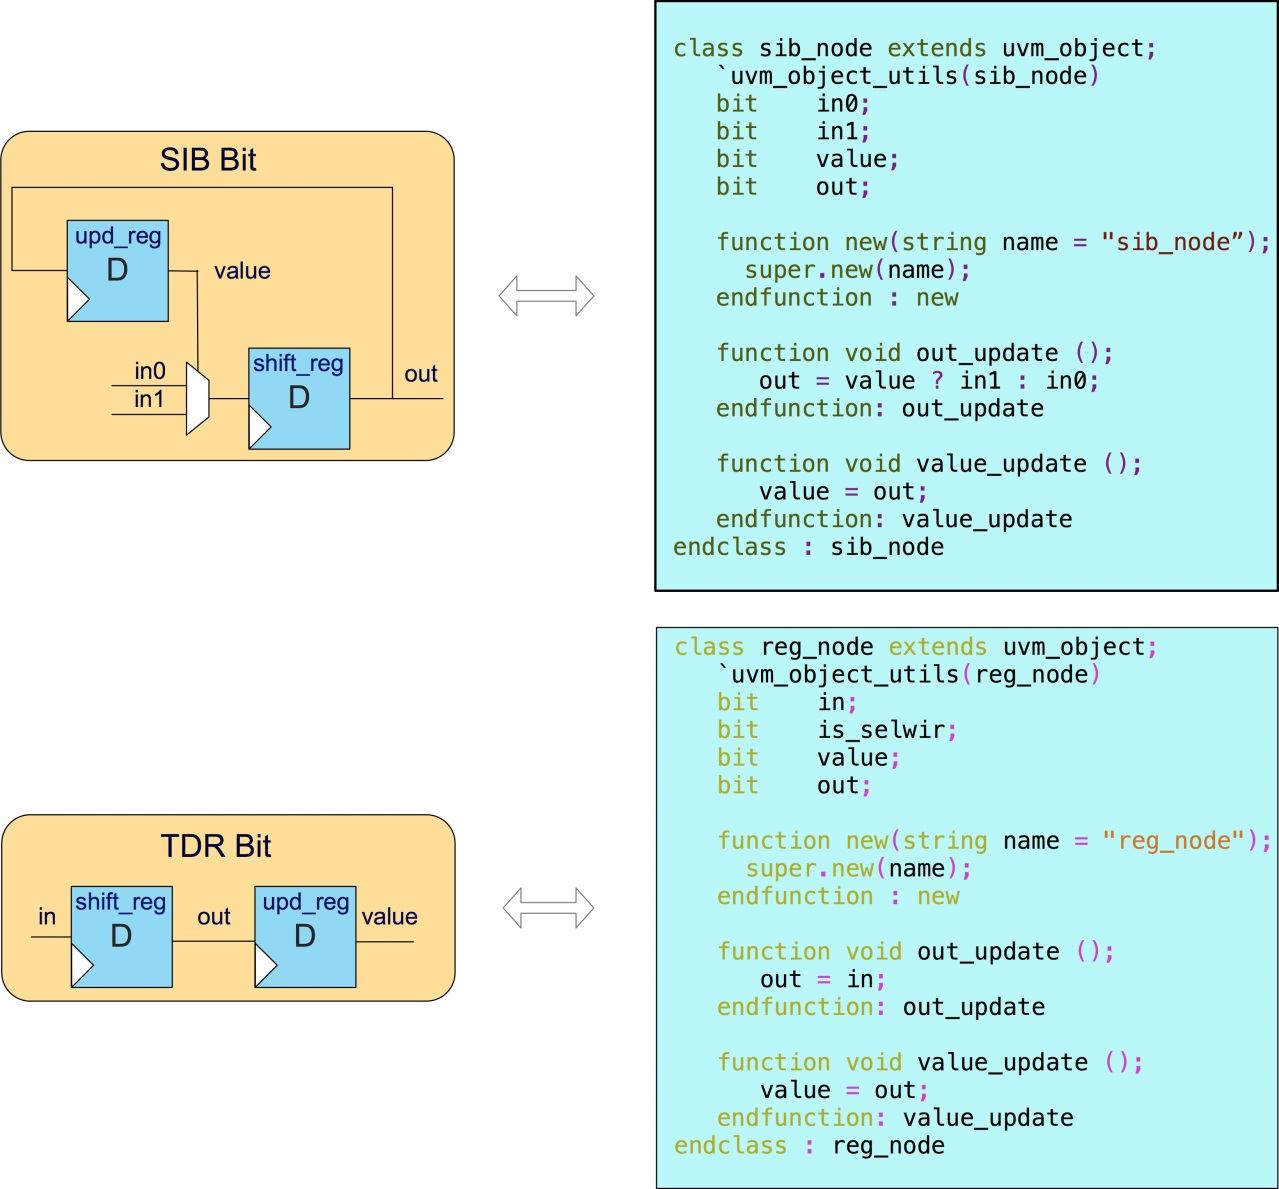 SIB Bit
upd_reg
D
value
in0
in1
shift_reg
D
out
class sib_node extends uvm_object;
`uvm_object_utils(sib_node)
bit in0;
bit in1;
bit value;
bit out;
function new(string name = "sib_node”);
super.new(name);
endfunction : new
function void out_update ();
out = value ? in1 : in0;
endfunction: out_update
function void value_update ();
value = out;
endfunction: value_update
endclass : sib_node
TDR Bit
in
shift_reg
D
out
upd_reg
D
value
class reg_node extends uvm_object;
`uvm_object_utils(reg_node)
bit in;
bit is_selwir;
bit value;
bit out;
function new(string name = "reg_node");
super.new(name);
endfunction : new
function void out_update ();
out = in;
endfunction: out_update
function void value_update ();
value = out;
endfunction: value_update
endclass : reg_node